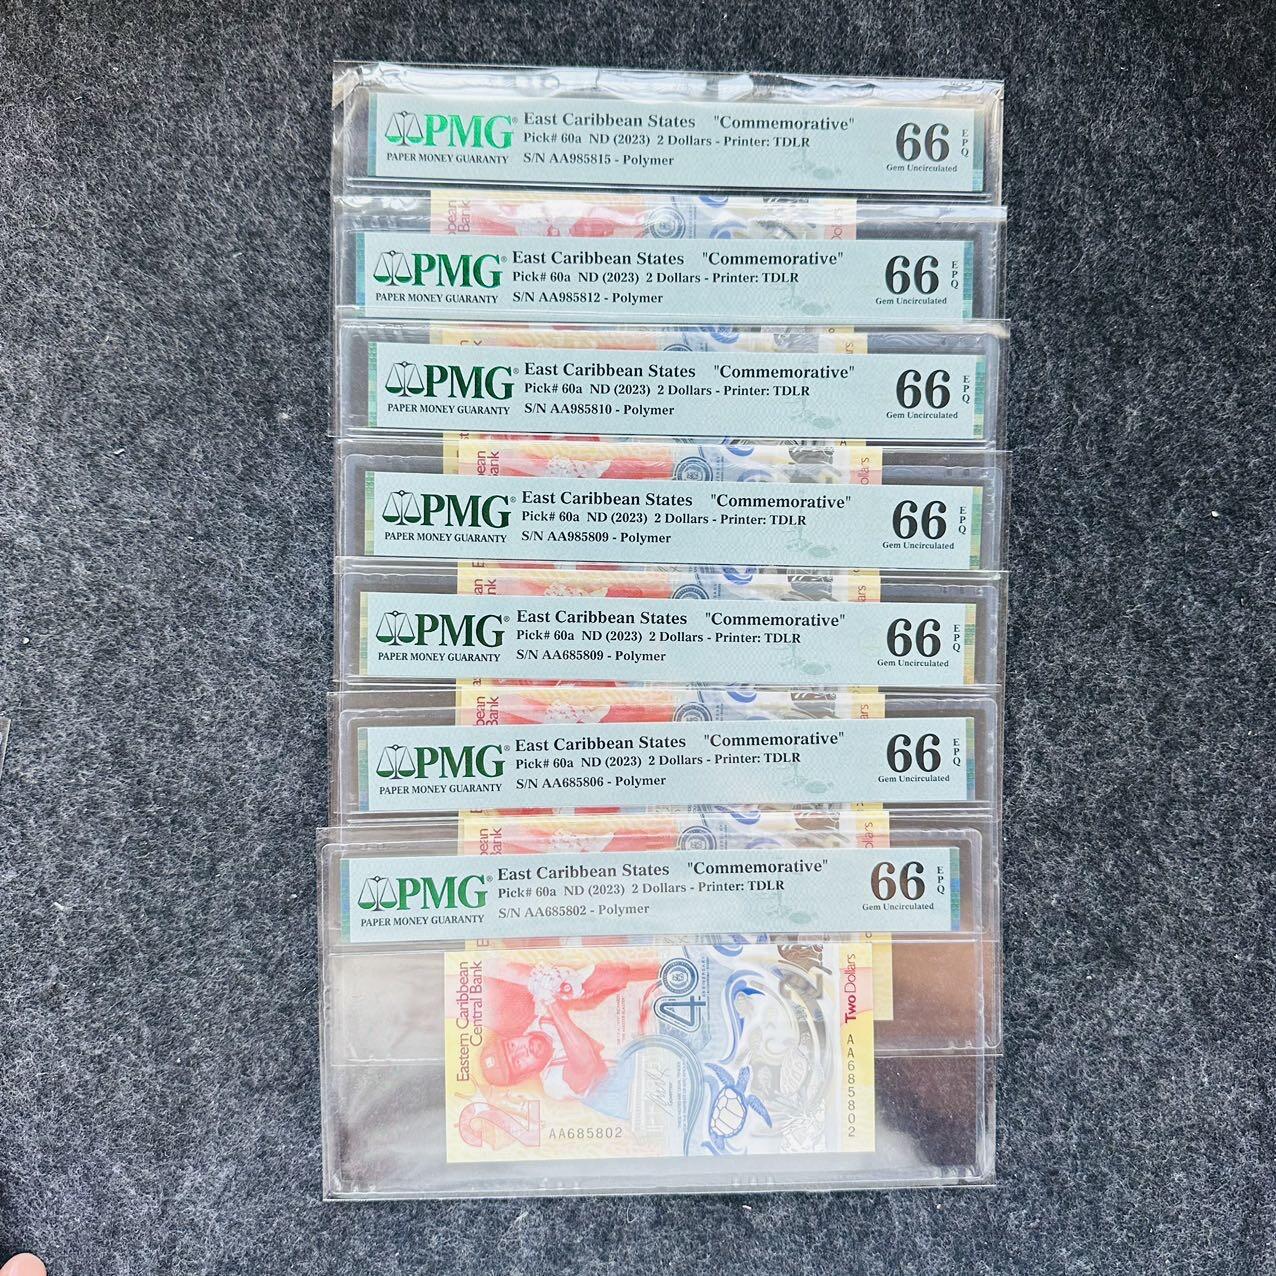 PMG®
PAPER MONEY GUARANTY
East Caribbean States "Commemorative"
Pick# 60a ND (2023) 2 Dollars - Printer: TDLR
S/N AA985815 - Polymer
66 EPQ
Gem Uncirculated
PMG®
PAPER MONEY GUARANTY
East Caribbean States "Commemorative"
Pick# 60a ND (2023) 2 Dollars - Printer: TDLR
S/N AA985812 - Polymer
66 EPQ
Gem Uncirculated
PMG®
PAPER MONEY GUARANTY
East Caribbean States "Commemorative"
Pick# 60a ND (2023) 2 Dollars - Printer: TDLR
S/N AA985810 - Polymer
66 EPQ
Gem Uncirculated
PMG®
PAPER MONEY GUARANTY
East Caribbean States "Commemorative"
Pick# 60a ND (2023) 2 Dollars - Printer: TDLR
S/N AA985809 - Polymer
66 EPQ
Gem Uncirculated
PMG®
PAPER MONEY GUARANTY
East Caribbean States "Commemorative"
Pick# 60a ND (2023) 2 Dollars - Printer: TDLR
S/N AA685809 - Polymer
66 EPQ
Gem Uncirculated
PMG®
PAPER MONEY GUARANTY
East Caribbean States "Commemorative"
Pick# 60a ND (2023) 2 Dollars - Printer: TDLR
S/N AA685806 - Polymer
66 EPQ
Gem Uncirculated
PMG®
PAPER MONEY GUARANTY
East Caribbean States "Commemorative"
Pick# 60a ND (2023) 2 Dollars - Printer: TDLR
S/N AA685802 - Polymer
66 EPQ
Gem Uncirculated
Eastern Caribbean
Central Bank
40
2
Two Dollars
AA685802
2
AA685802